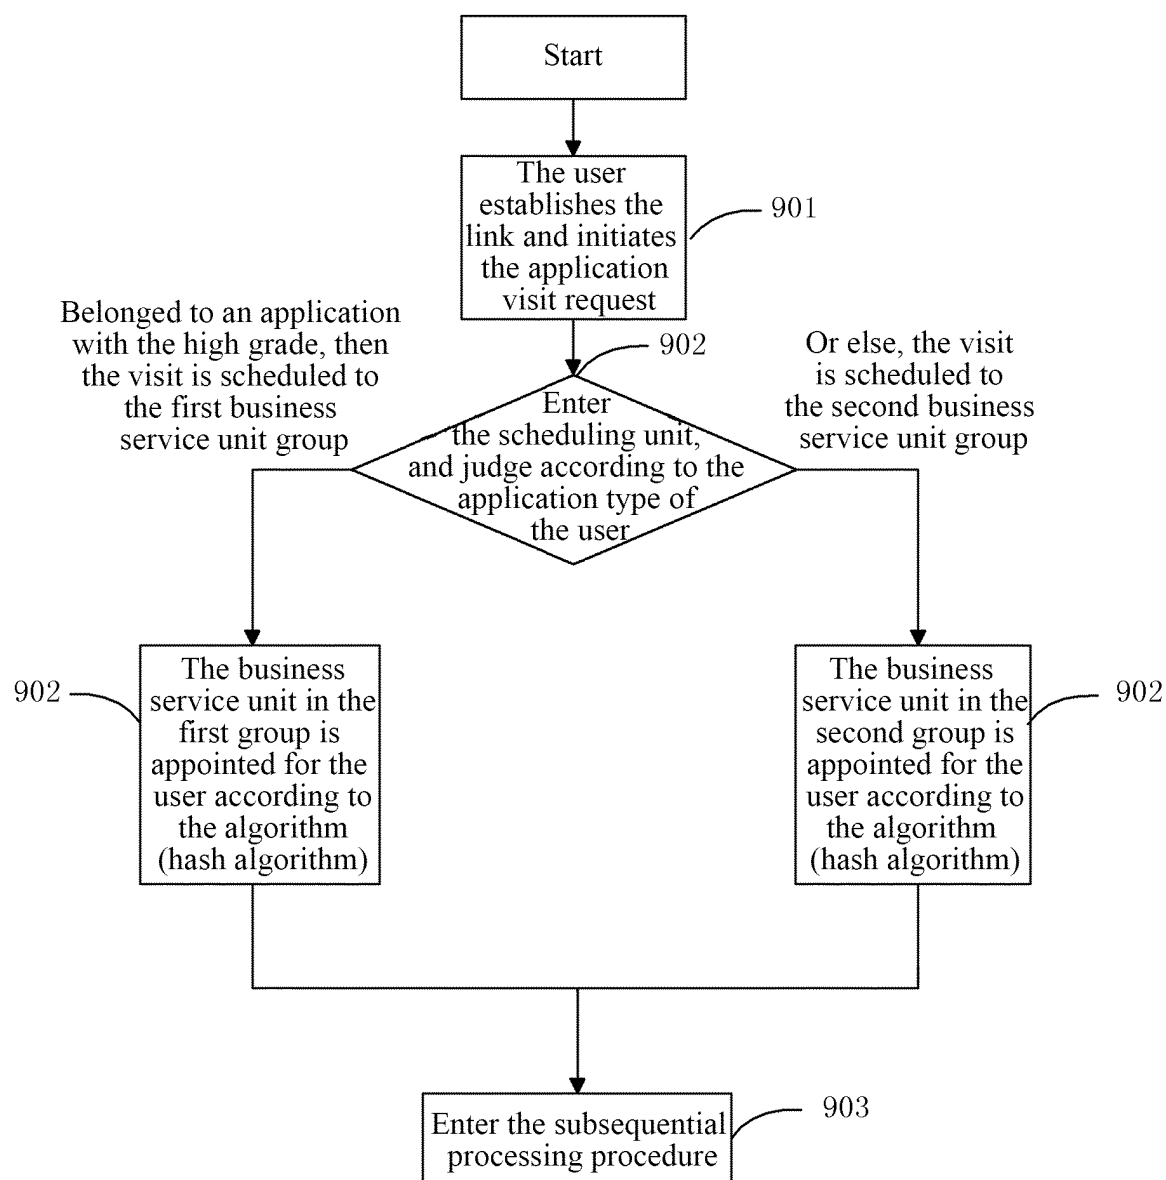 Start
The user
establishes the
link and initiates
the application
visit request
901
Belonged to an application
with the high grade, then
the visit is scheduled to
the first business
service unit group
902
Or else, the visit
is scheduled to
the second business
service unit group
Enter
the scheduling unit,
and judge according to the
application type of
the user
902
The business
service unit in the
first group is
appointed for the
user according to
the algorithm
(hash algorithm)
The business
service unit in the
second group is
appointed for the
user according to
the algorithm
(hash algorithm)
902
Enter the subsequential
processing procedure
903